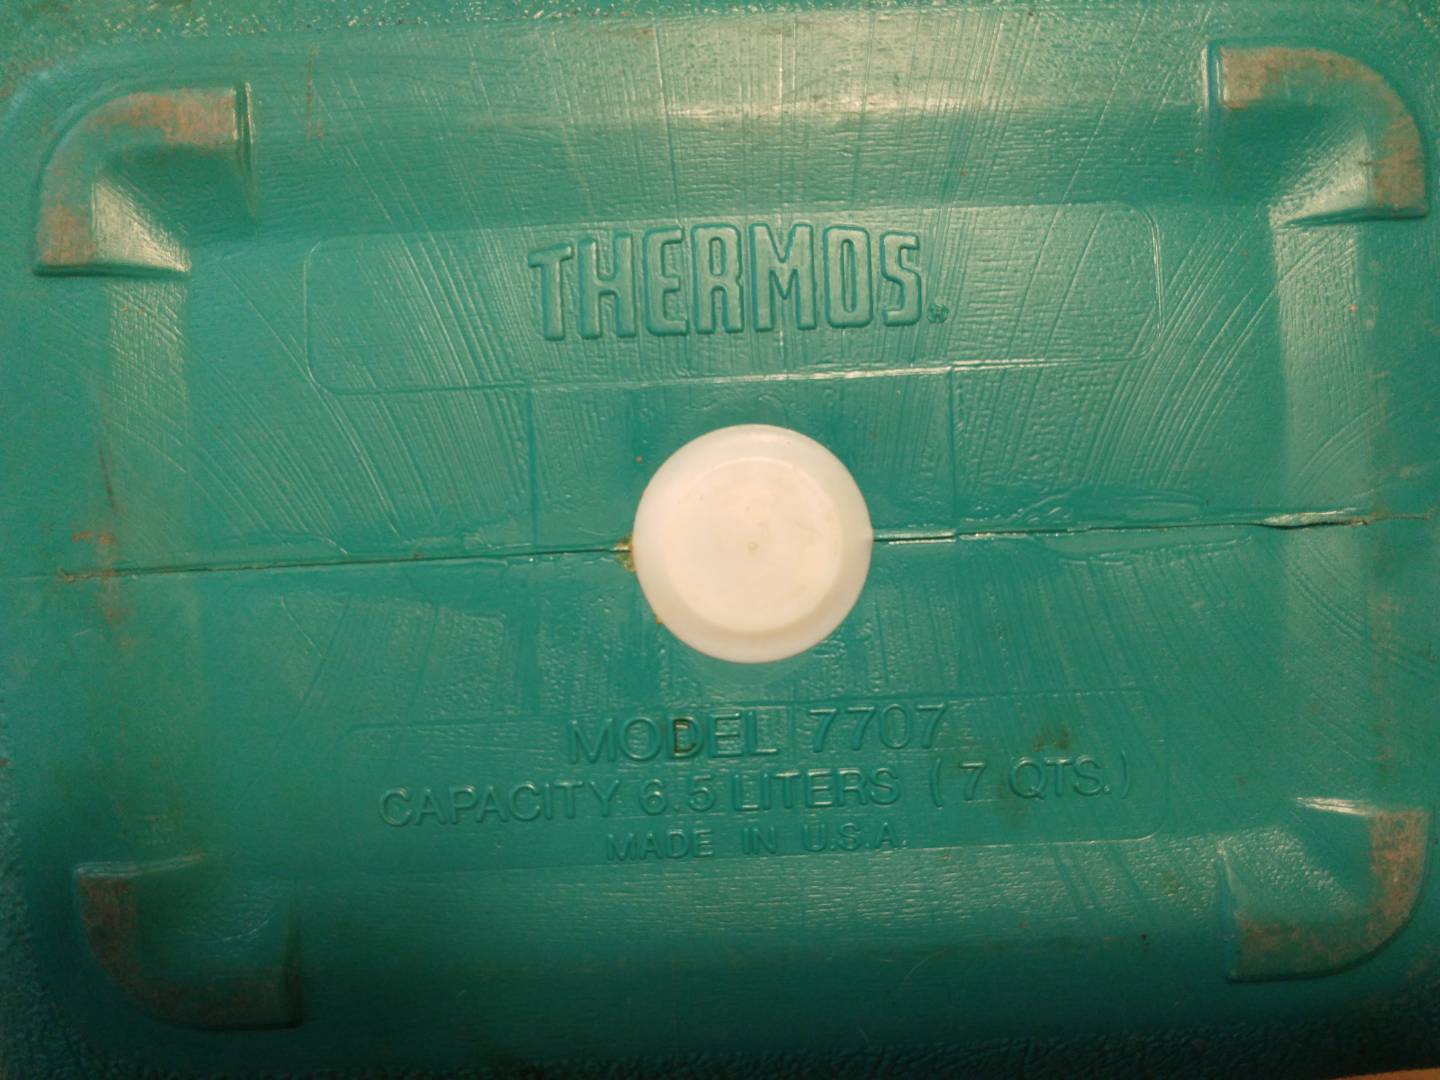 THERMOS®
MODEL 7707
CAPACITY 6.5 LITERS (7 QTS.)
MADE IN U.S.A.